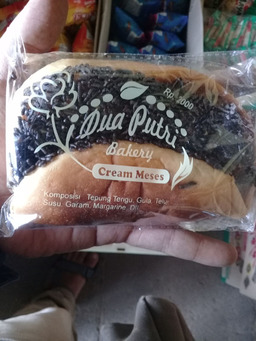 Rp. 2000
Dua Putri
Bakery
Cream Meses
Komposisi : Tepung Terigu, Gula, Telur
Susu, Garam, Margarine,